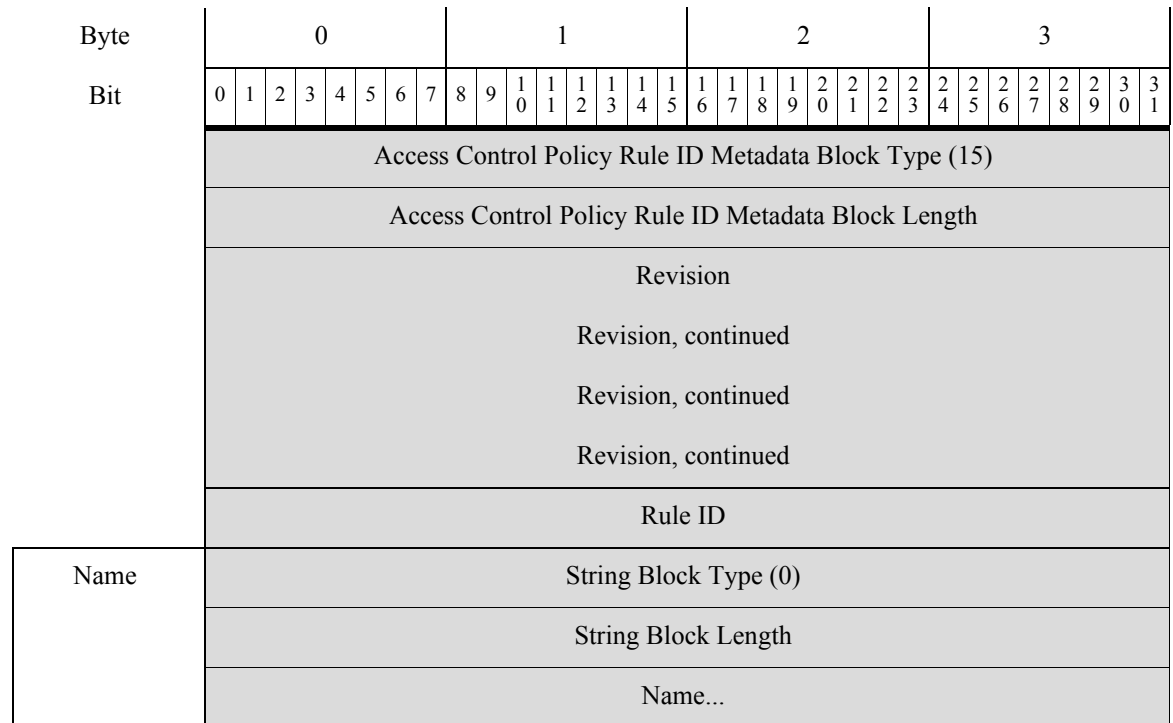 Byte 0 1 2 3
Bit 0 1 2 3 4 5 6 7 8 9 10 11 12 13 14 15 16 17 18 19 20 21 22 23 24 25 26 27 28 29 30 31
Access Control Policy Rule ID Metadata Block Type (15)
Access Control Policy Rule ID Metadata Block Length
Revision
Revision, continued
Revision, continued
Revision, continued
Rule ID
Name String Block Type (0)
String Block Length
Name...